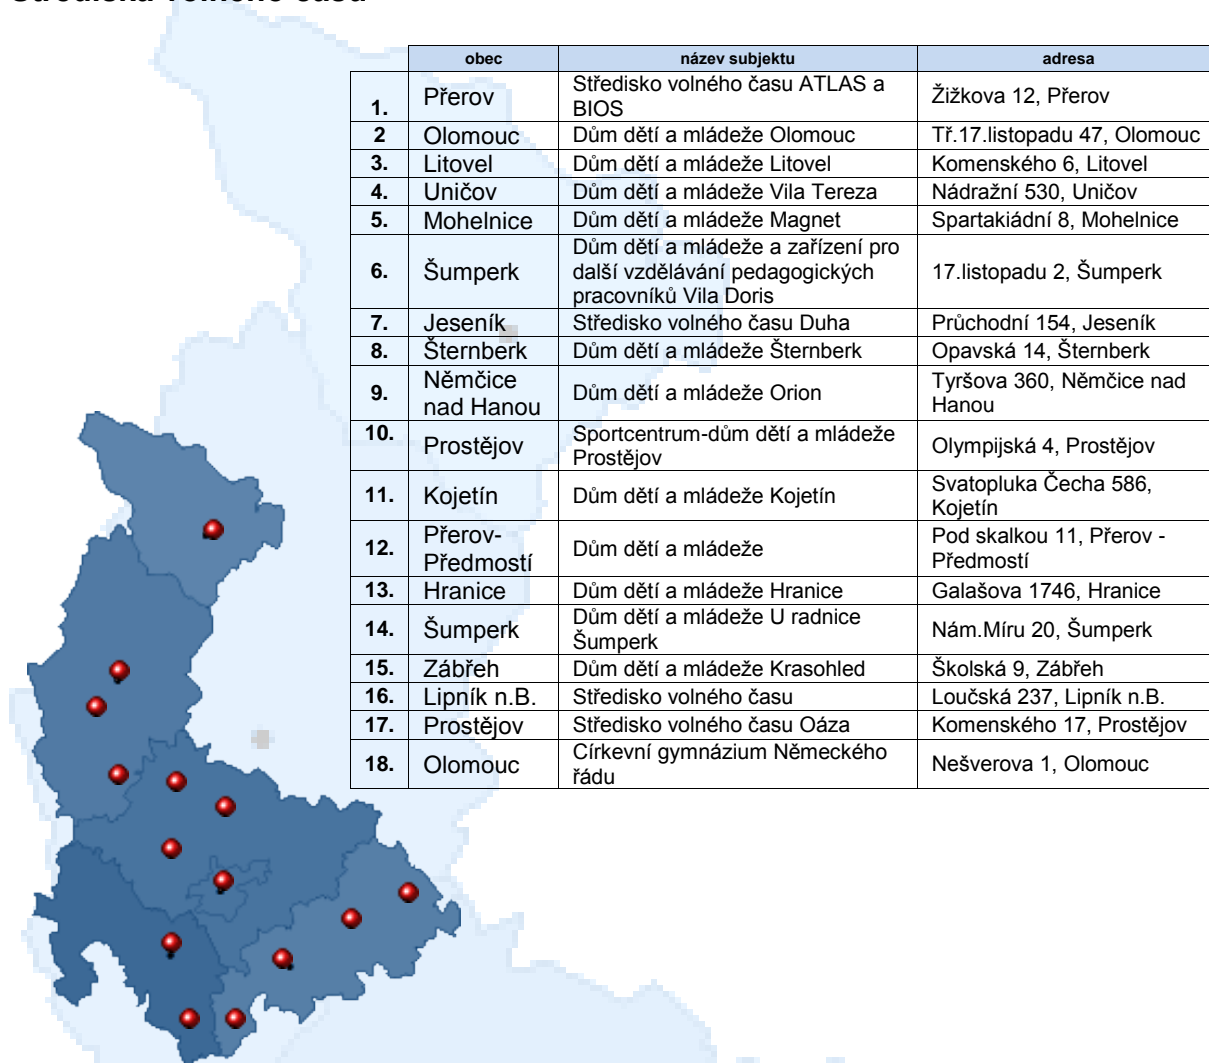 Střediska volného času
obec název subjektu adresa
1. Přerov Středisko volného času ATLAS a
BIOS Žižkova 12, Přerov
2 Olomouc Dům dětí a mládeže Olomouc Tř.17.listopadu 47, Olomouc
3. Litovel Dům dětí a mládeže Litovel Komenského 6, Litovel
4. Uničov Dům dětí a mládeže Vila Tereza Nádražní 530, Uničov
5. Mohelnice Dům dětí a mládeže Magnet Spartakiádní 8, Mohelnice
6. Šumperk Dům dětí a mládeže a zařízení pro
další vzdělávání pedagogických
pracovníků Vila Doris 17.listopadu 2, Šumperk
7. Jeseník Středisko volného času Duha Průchodní 154, Jeseník
8. Šternberk Dům dětí a mládeže Šternberk Opavská 14, Šternberk
9. Němčice
nad Hanou Dům dětí a mládeže Orion Tyršova 360, Němčice nad
Hanou
10. Prostějov Sportcentrum-dům dětí a mládeže
Prostějov Olympijská 4, Prostějov
11. Kojetín Dům dětí a mládeže Kojetín Svatopluka Čecha 586,
Kojetín
12. Přerov-
Předmostí Dům dětí a mládeže Pod skalkou 11, Přerov -
Předmostí
13. Hranice Dům dětí a mládeže Hranice Galašova 1746, Hranice
14. Šumperk Dům dětí a mládeže U radnice
Šumperk Nám.Míru 20, Šumperk
15. Zábřeh Dům dětí a mládeže Krasohled Školská 9, Zábřeh
16. Lipník n.B. Středisko volného času Loučská 237, Lipník n.B.
17. Prostějov Středisko volného času Oáza Komenského 17, Prostějov
18. Olomouc Církevní gymnázium Německého
řádu Nešverova 1, Olomouc